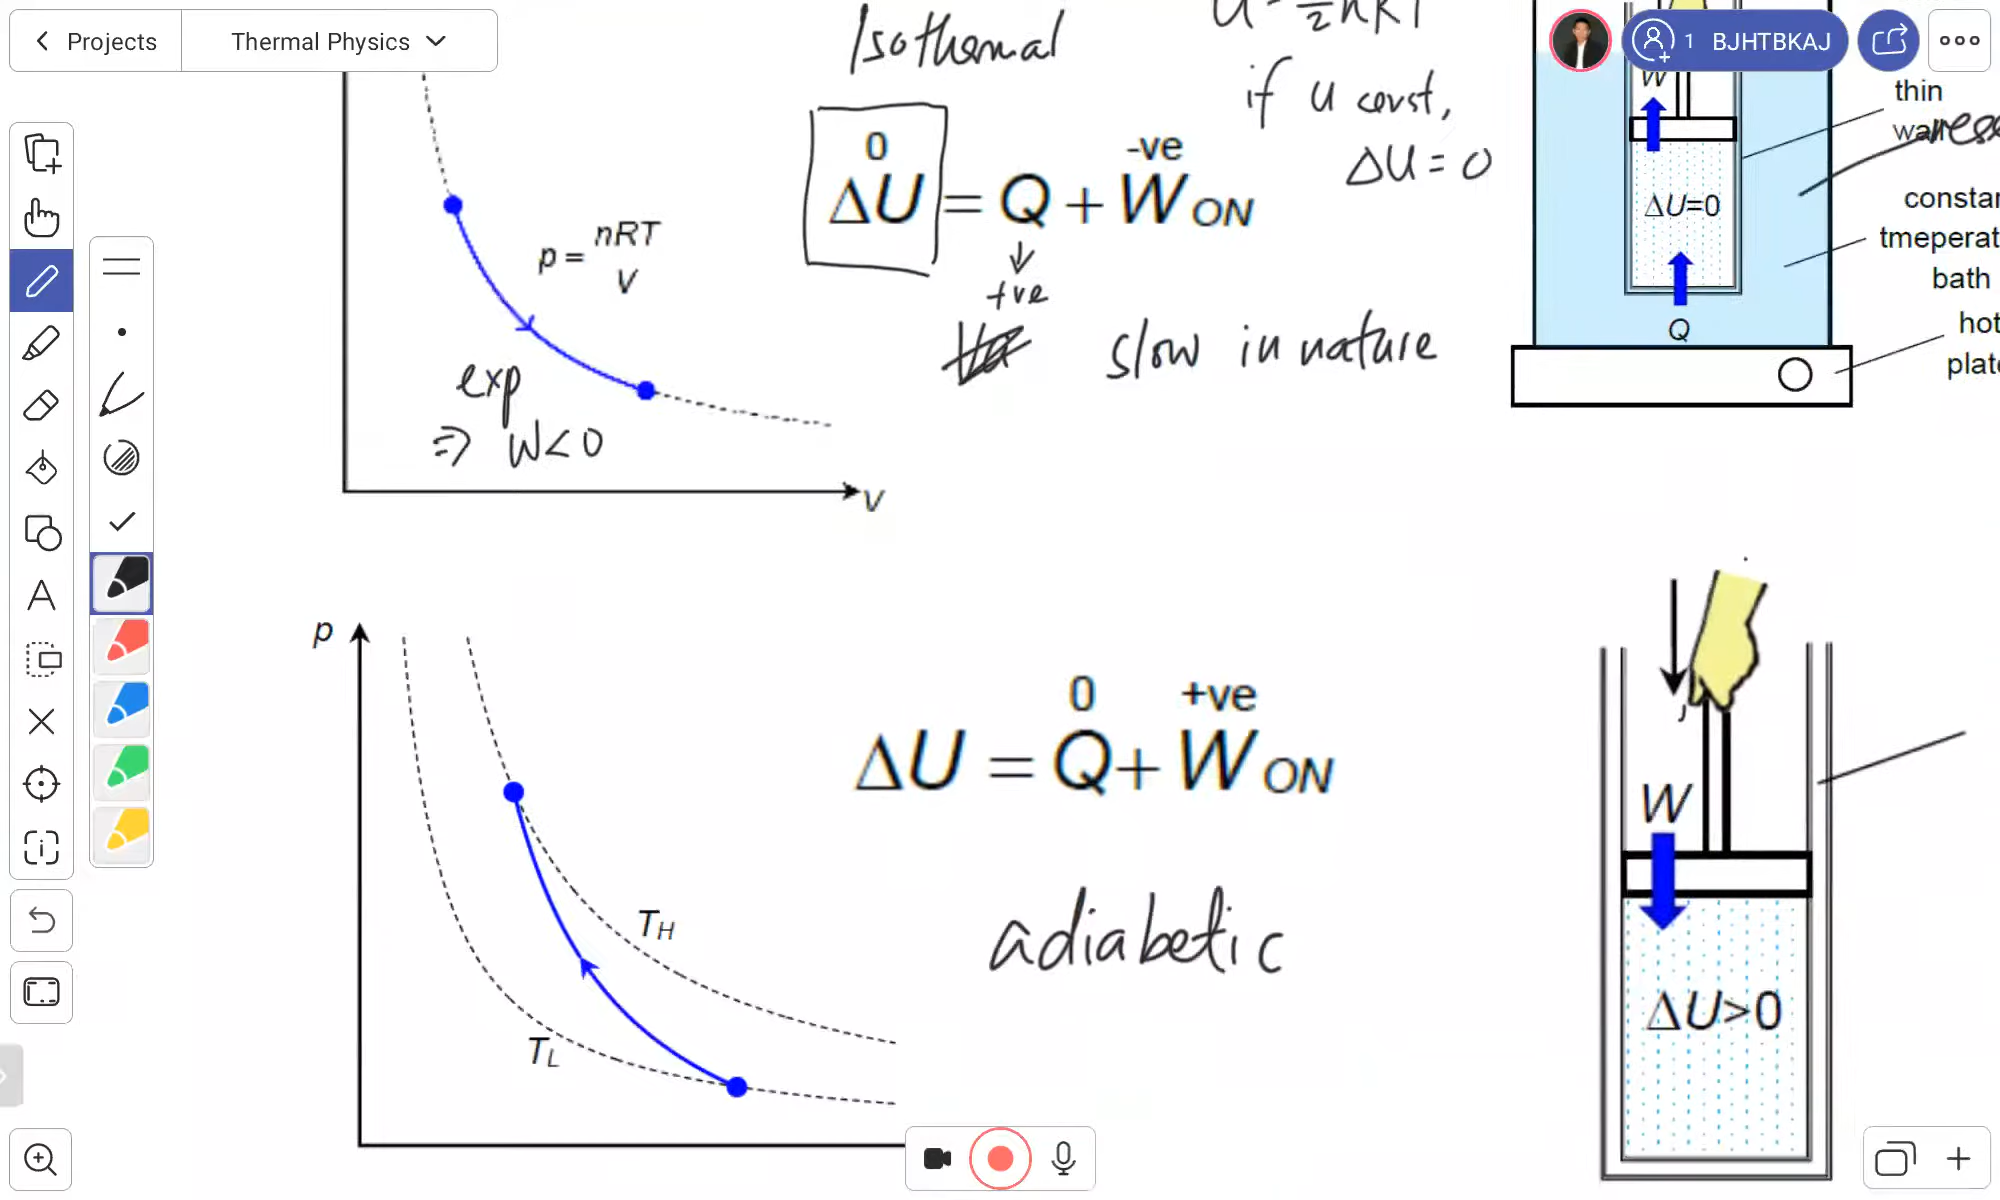 Projects
Thermal Physics
1 BJHTBKAJ
Isothermal
if U const,
ΔU = 0
0
-ve
ΔU = Q + W ON
↓
+ve
slow in nature
p = nRT
V
exp
⇒ W<0
V
W
thin
wall
ΔU=0
constan
tmeperat
bath
Q
hot
plate
p
TH
TL
0
+ve
ΔU = Q+ W ON
adiabetic
W
ΔU>0
A